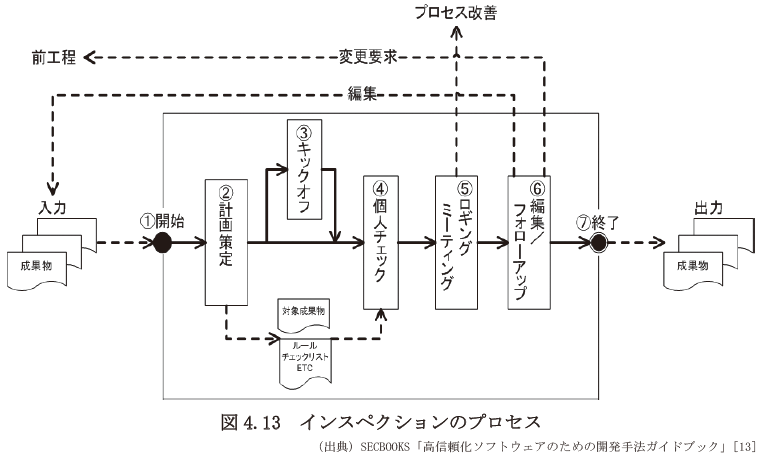 プロセス改善
前工程
変更要求
編集
③キックオフ
入力
①開始
②計画策定
④個人チェック
⑤ロギングミーティング
⑥編集/フォローアップ
⑦終了
出力
成果物
成果物
対象成果物
ルール
チェックリスト
ETC
図 4.13 インスペクションのプロセス
(出典) SECBOOKS「高信頼化ソフトウェアのための開発手法ガイドブック」[13]